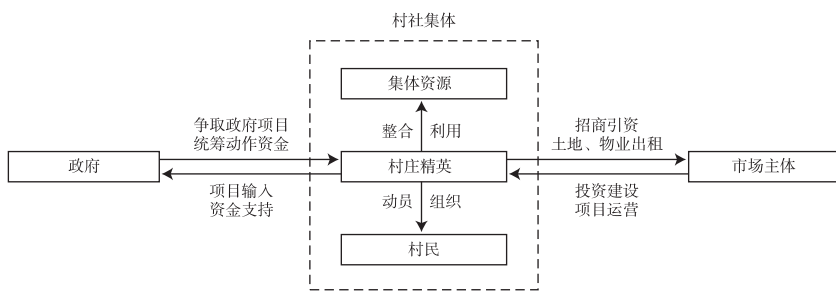 村社集体
集体资源
争取政府项目
统筹动作资金
整合 利用
招商引资
土地、物业出租
政府
村庄精英
市场主体
项目输入
资金支持
动员 组织
投资建设
项目运营
村民